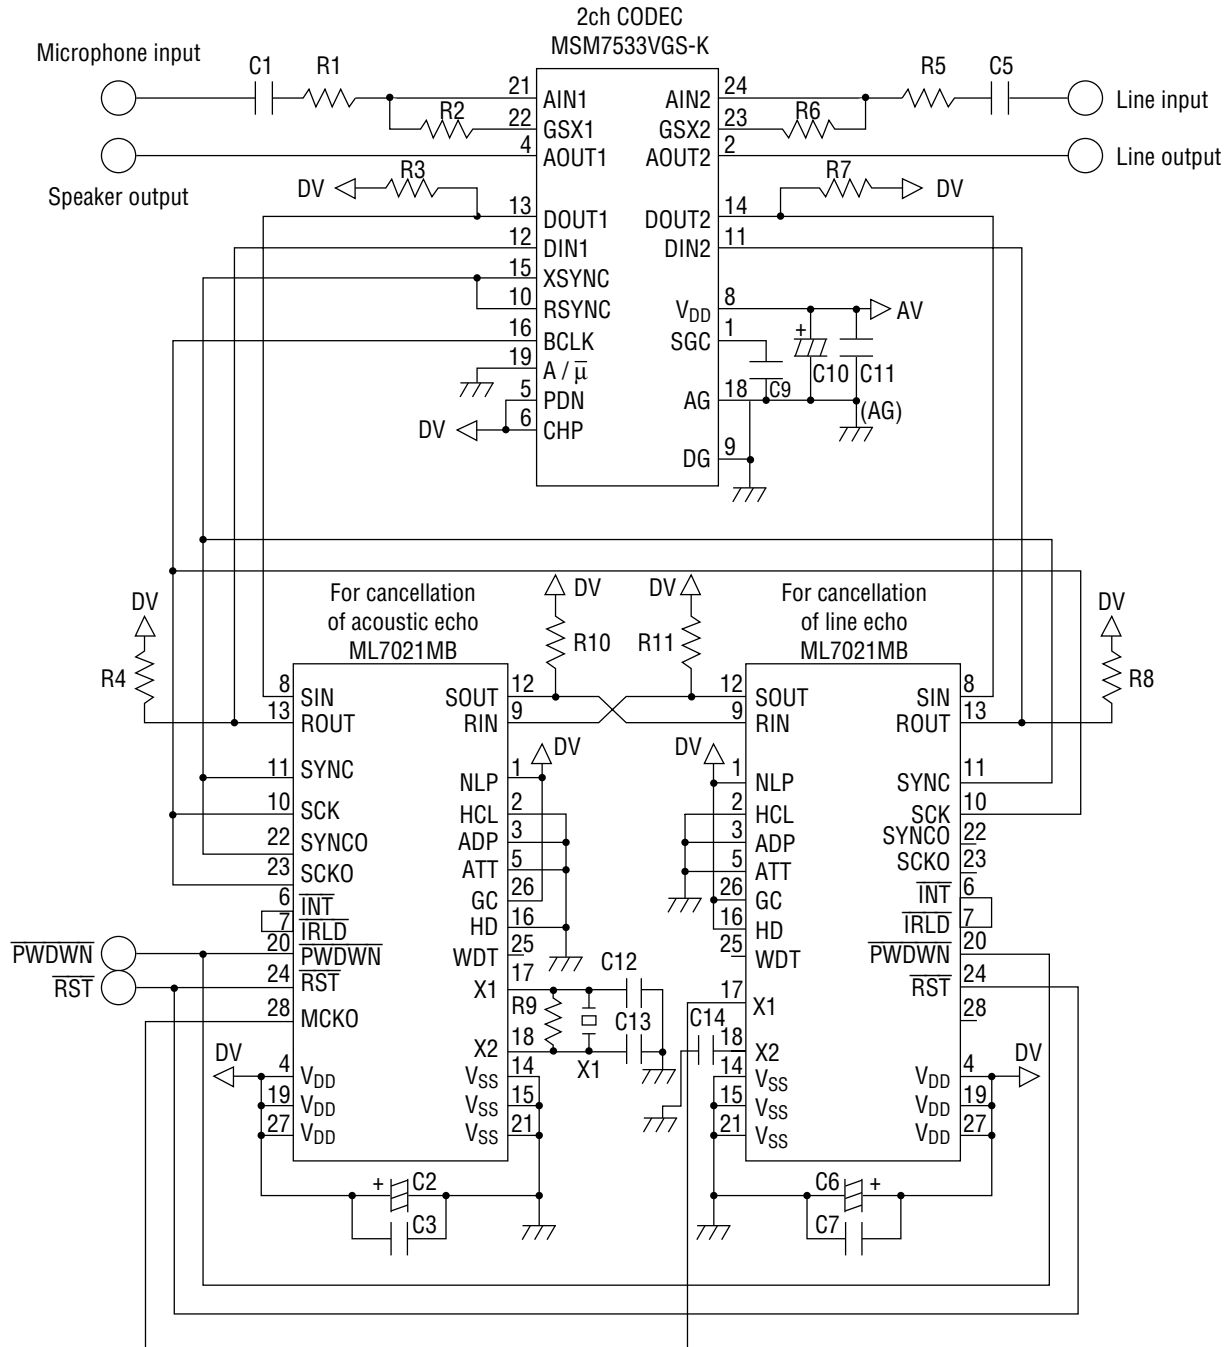 2ch CODEC
MSM7533VGS-K
Microphone input
C1
R1
R2
Speaker output
DV
R3
21 AIN1
22 GSX1
4 AOUT1
13 DOUT1
12 DIN1
15 XSYNC
10 RSYNC
16 BCLK
19 A / μ̅
5 PDN
6 CHP
DV
AIN2 24
GSX2 23
AOUT2 2
DOUT2 14
DIN2 11
VDD 8
SGC 1
AG 18
DG 9
R5
C5
Line input
R6
Line output
R7
DV
AV
+
C10
C11
C9
(AG)
DV
R4
For cancellation
of acoustic echo
ML7021MB
8 SIN
13 ROUT
11 SYNC
10 SCK
22 SYNCO
23 SCKO
6 I̅N̅T̅
7 I̅R̅L̅D̅
20 P̅W̅D̅W̅N̅
24 R̅S̅T̅
28 MCKO
4 VDD
19 VDD
27 VDD
SOUT 12
RIN 9
NLP 1
HCL 2
ADP 3
ATT 5
GC 26
HD 16
WDT 25
X1 17
X2 18
VSS 14
VSS 15
VSS 21
P̅W̅D̅W̅N̅
R̅S̅T̅
DV
DV
R10
DV
R11
DV
DV
R9
C12
C13
X1
+ C2
C3
For cancellation
of line echo
ML7021MB
12 SOUT
9 RIN
1 NLP
2 HCL
3 ADP
5 ATT
26 GC
16 HD
25 WDT
17 X1
18 X2
14 VSS
15 VSS
21 VSS
SIN 8
ROUT 13
SYNC 11
SCK 10
SYNCO 22
SCKO 23
I̅N̅T̅ 6
I̅R̅L̅D̅ 7
P̅W̅D̅W̅N̅ 20
R̅S̅T̅ 24
28
VDD 4
VDD 19
VDD 27
DV
R8
C14
DV
C6 +
C7